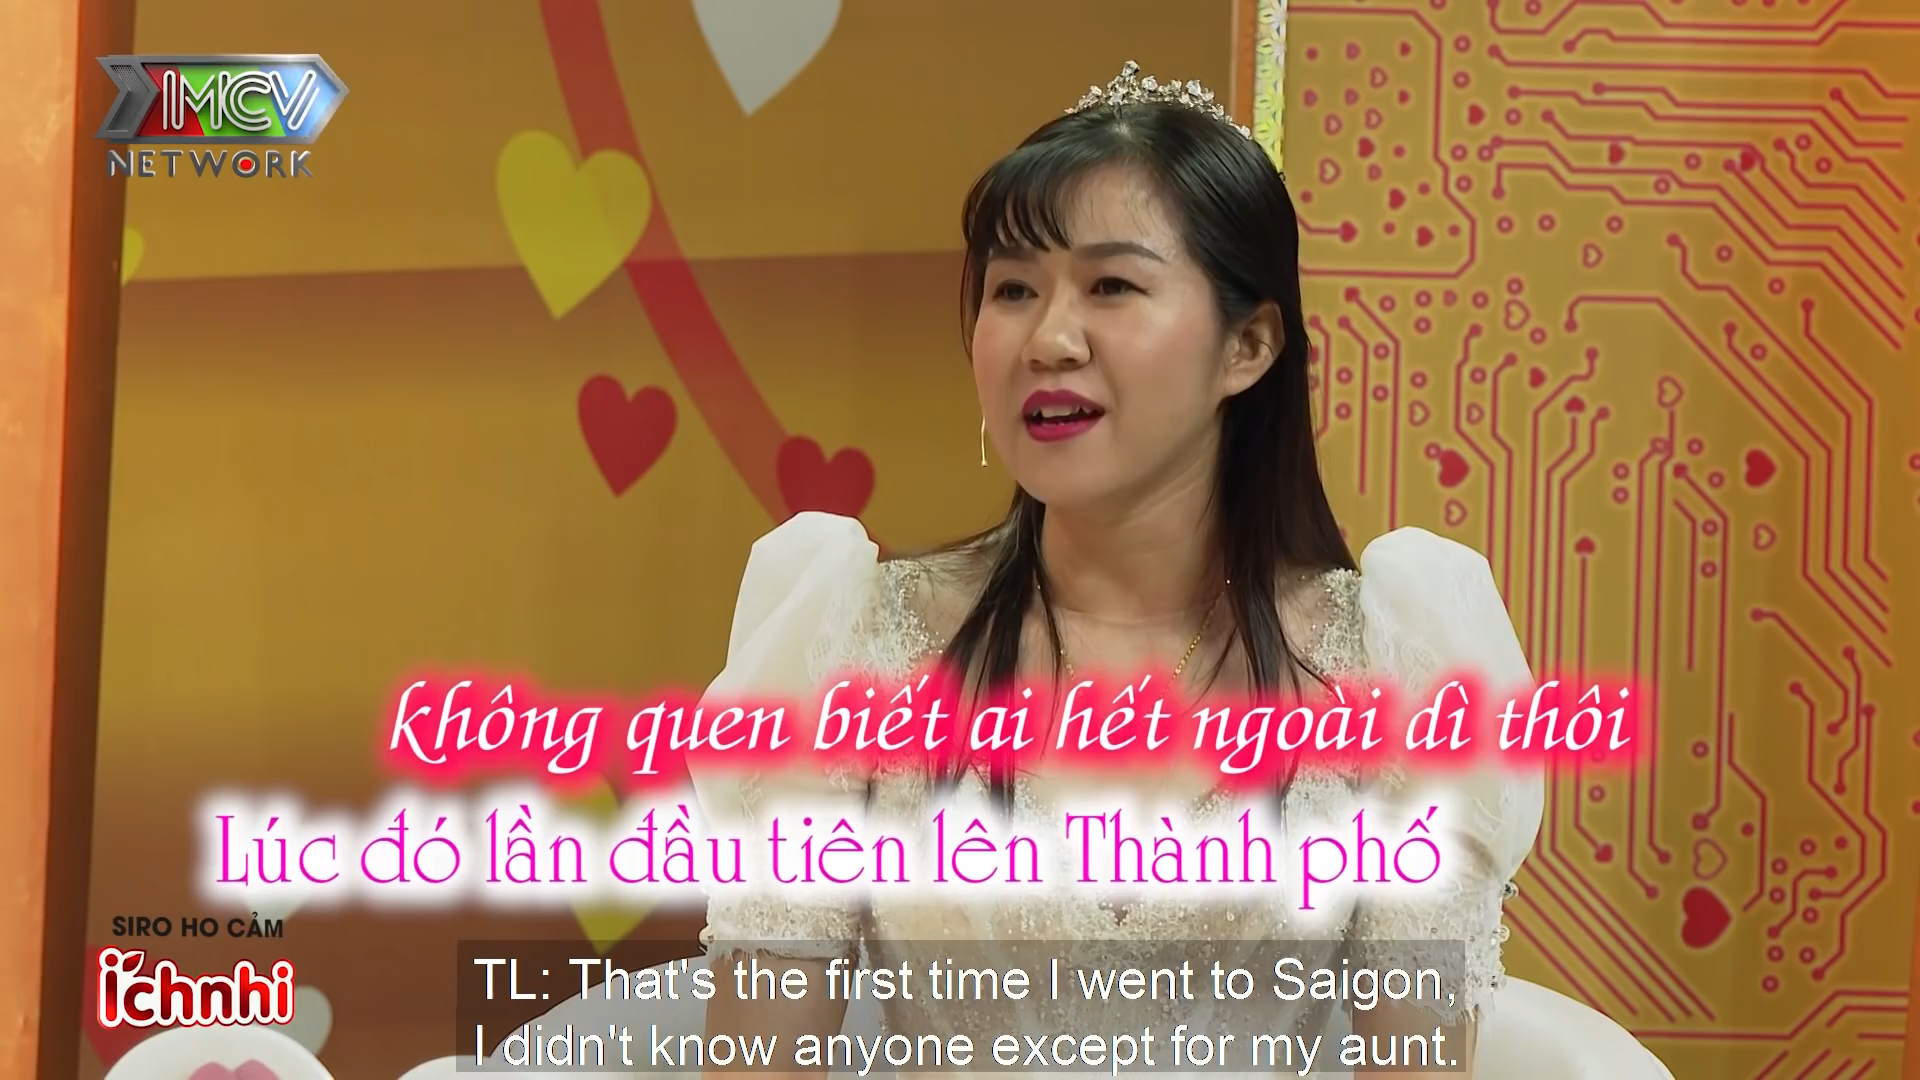 MCV
NETWORK
không quen biết ai hết ngoài dì thôi
Lúc đó lần đầu tiên lên Thành phố
SIRO HO CẢM
ichnhi
TL: That's the first time I went to Saigon,
I didn't know anyone except for my aunt.